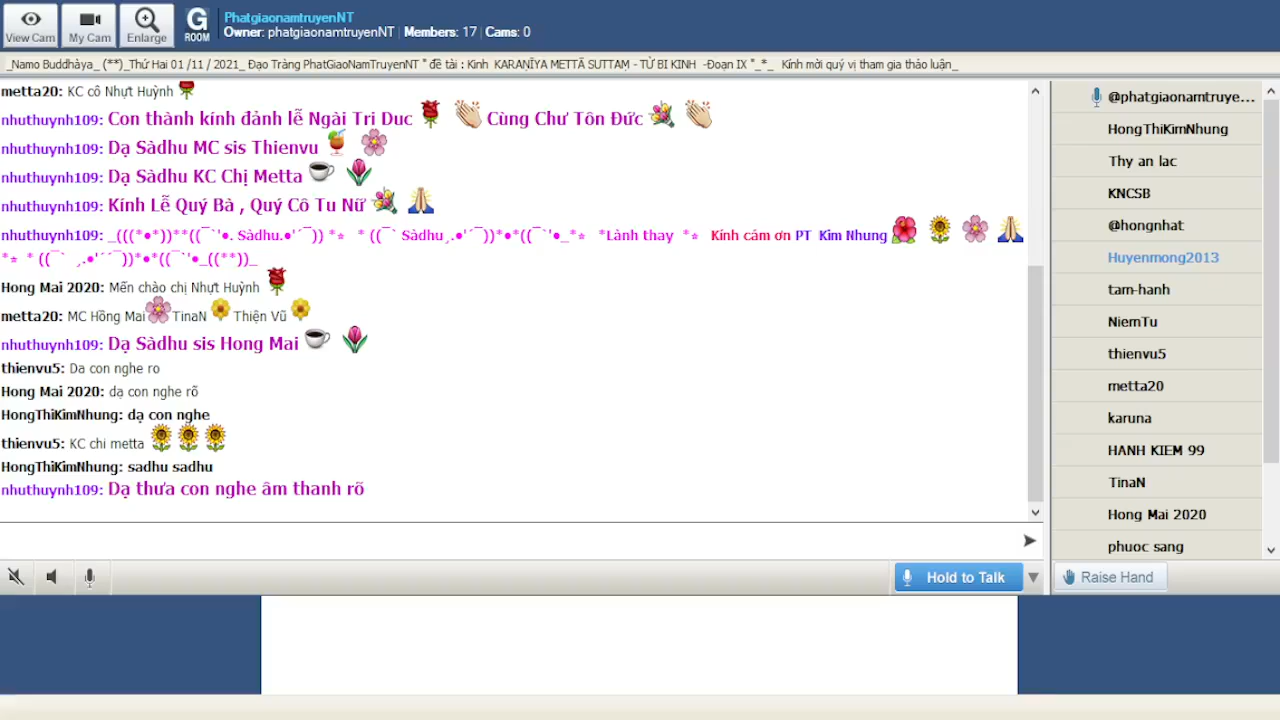 View Cam
My Cam
Enlarge
G
ROOM
PhatgiaonamtruyenNT
Owner: phatgiaonamtruyenNT | Members: 17 | Cams: 0
_Namo Buddhàya_ (**)_Thứ Hai 01 /11 / 2021_ Đạo Tràng PhatGiaoNamTruyenNT " đề tài : Kinh KARAṆĪYA METTĀ SUTTAṀ - TỪ BI KINH -Đoạn IX "_*_ Kính mời quý vị tham gia thảo luận_
metta20: KC cô Nhựt Huỳnh
nhuthuynh109: Con thành kính đảnh lễ Ngài Tri Duc Cùng Chư Tôn Đức
nhuthuynh109: Dạ Sàdhu MC sis Thienvu
nhuthuynh109: Dạ Sàdhu KC Chị Metta
nhuthuynh109: Kính Lễ Quý Bà , Quý Cô Tu Nữ
nhuthuynh109: _(((*•*))**((¯`'•. Sàdhu.•'´¯)) *⭒ * ((¯` Sàdhu¸.•'´´¯))*•*((¯`'•_*⭒ *Lành thay *⭒ Kính cảm ơn PT Kim Nhung
*⭒ * ((¯` ¸.•'´´¯))*•*((¯`'•_((**))_
Hong Mai 2020: Mến chào chị Nhựt Huỳnh
metta20: MC Hồng Mai TinaN Thiện Vũ
nhuthuynh109: Dạ Sàdhu sis Hong Mai
thienvu5: Da con nghe ro
Hong Mai 2020: dạ con nghe rõ
HongThiKimNhung: dạ con nghe
thienvu5: KC chi metta
HongThiKimNhung: sadhu sadhu
nhuthuynh109: Dạ thưa con nghe âm thanh rõ
Hold to Talk
@phatgiaonamtruye...
HongThiKimNhung
Thy an lac
KNCSB
@hongnhat
Huyenmong2013
tam-hanh
NiemTu
thienvu5
metta20
karuna
HANH KIEM 99
TinaN
Hong Mai 2020
phuoc sang
Raise Hand